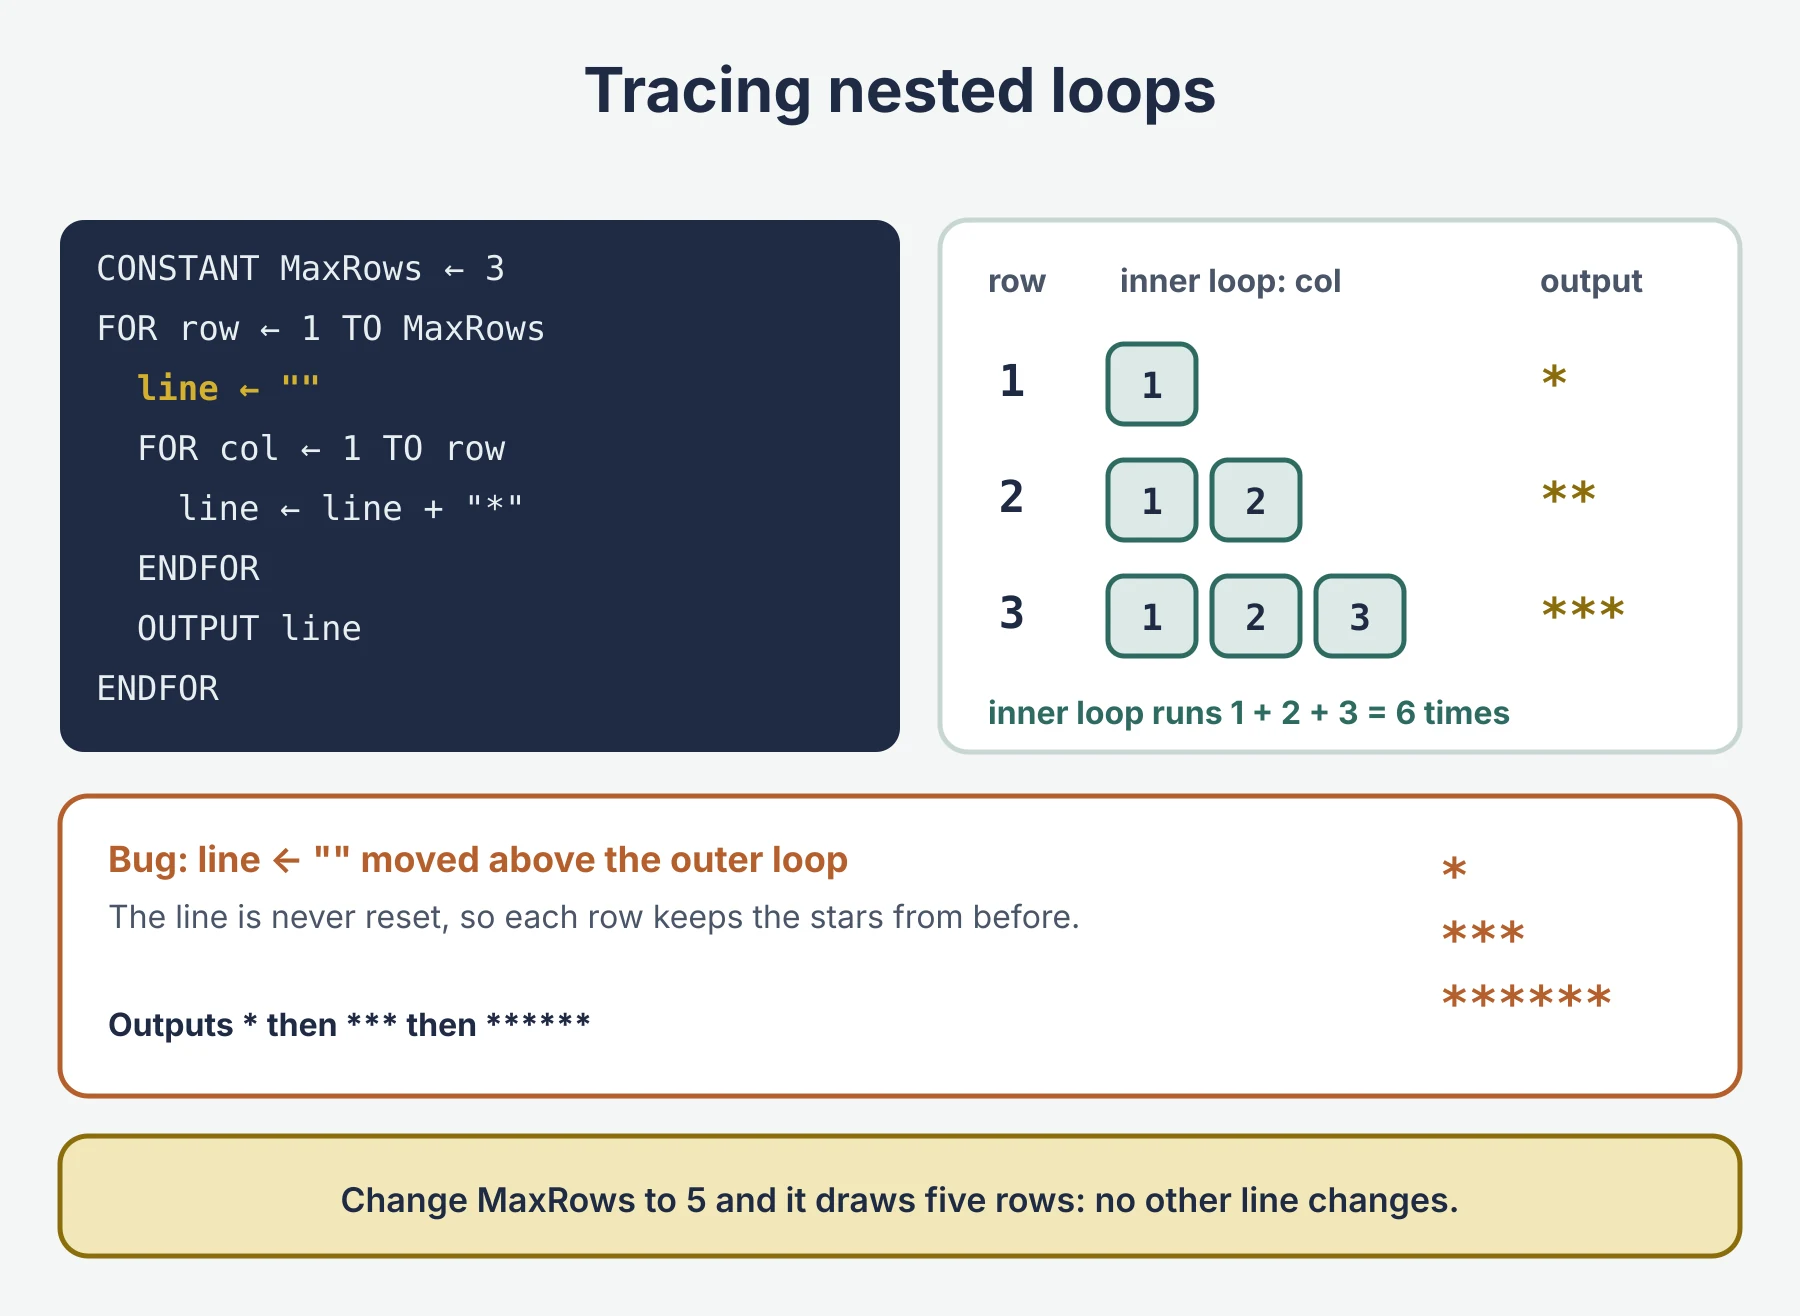 Tracing nested loops
CONSTANT MaxRows ← 3
FOR row ← 1 TO MaxRows
line ← ""
FOR col ← 1 TO row
line ← line + "*"
ENDFOR
OUTPUT line
ENDFOR
row inner loop: col output
1 1 *
2 1 2 **
3 1 2 3 ***
inner loop runs 1 + 2 + 3 = 6 times
Bug: line ← "" moved above the outer loop
The line is never reset, so each row keeps the stars from before.
Outputs * then *** then ******
*
***
******
Change MaxRows to 5 and it draws five rows: no other line changes.